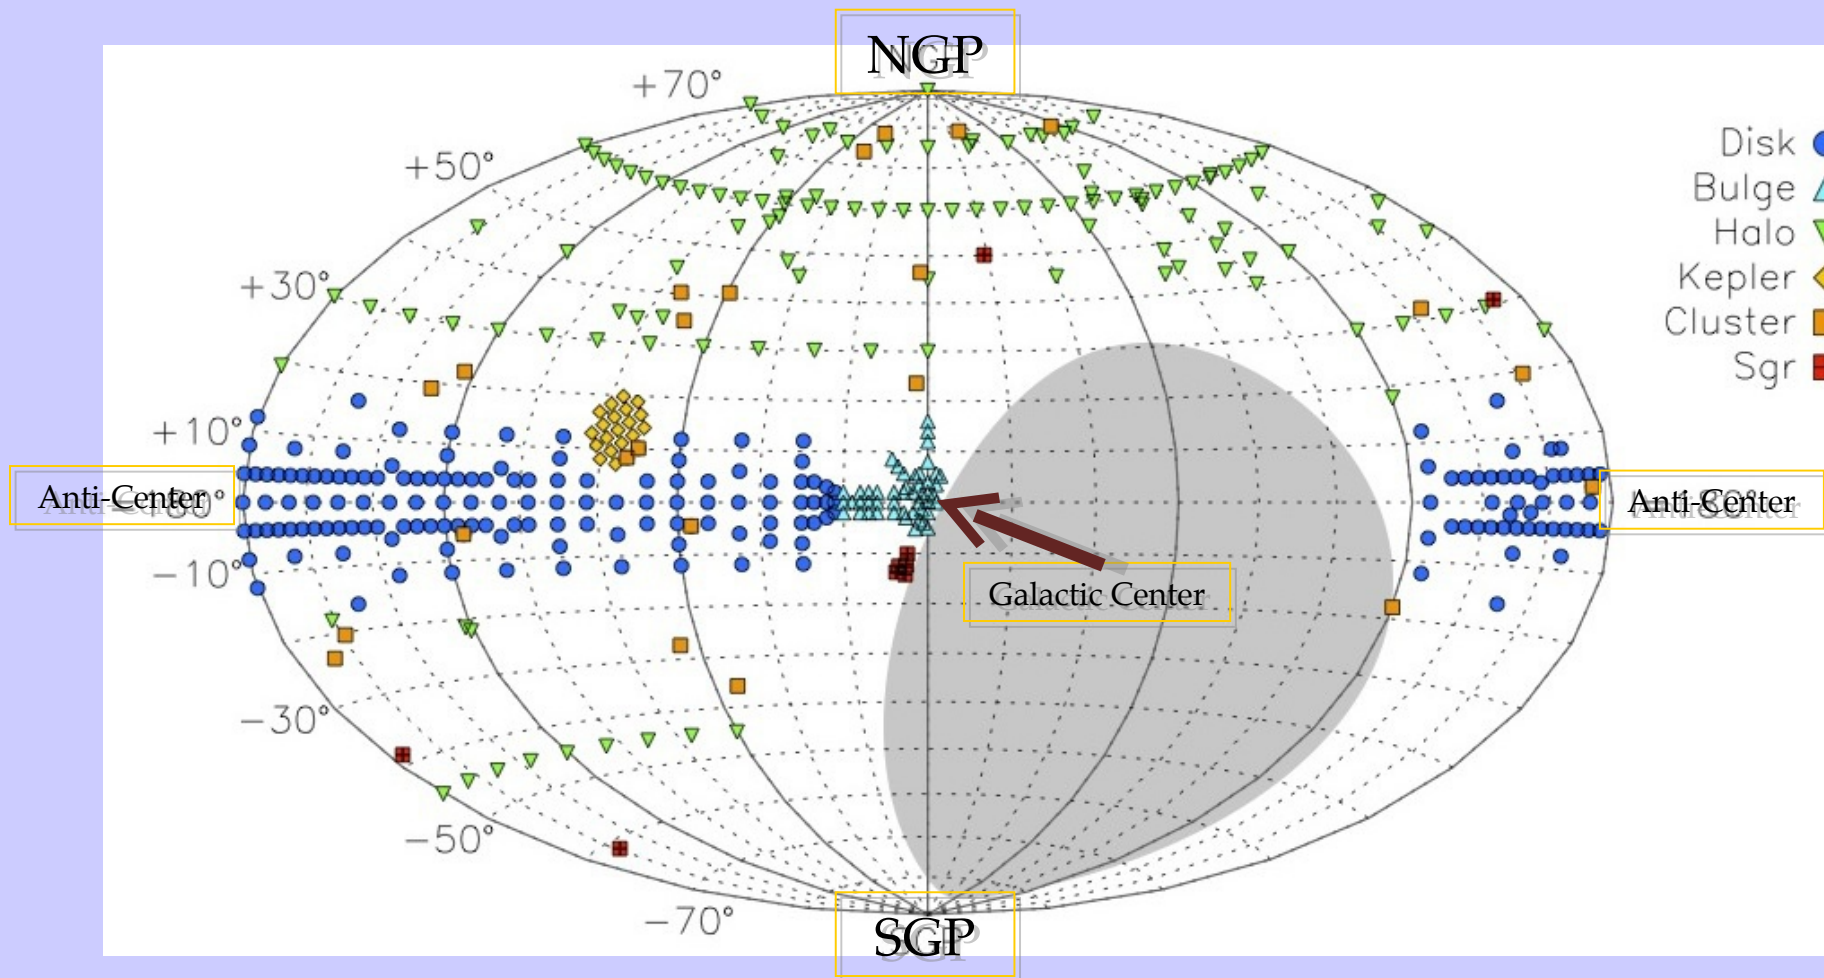 NGP
+70°
+50°
+30°
+10°
Anti-Center
Anti-Center
-10°
Galactic Center
-30°
-50°
-70°
SGP
Disk
Bulge
Halo
Kepler
Cluster
Sgr